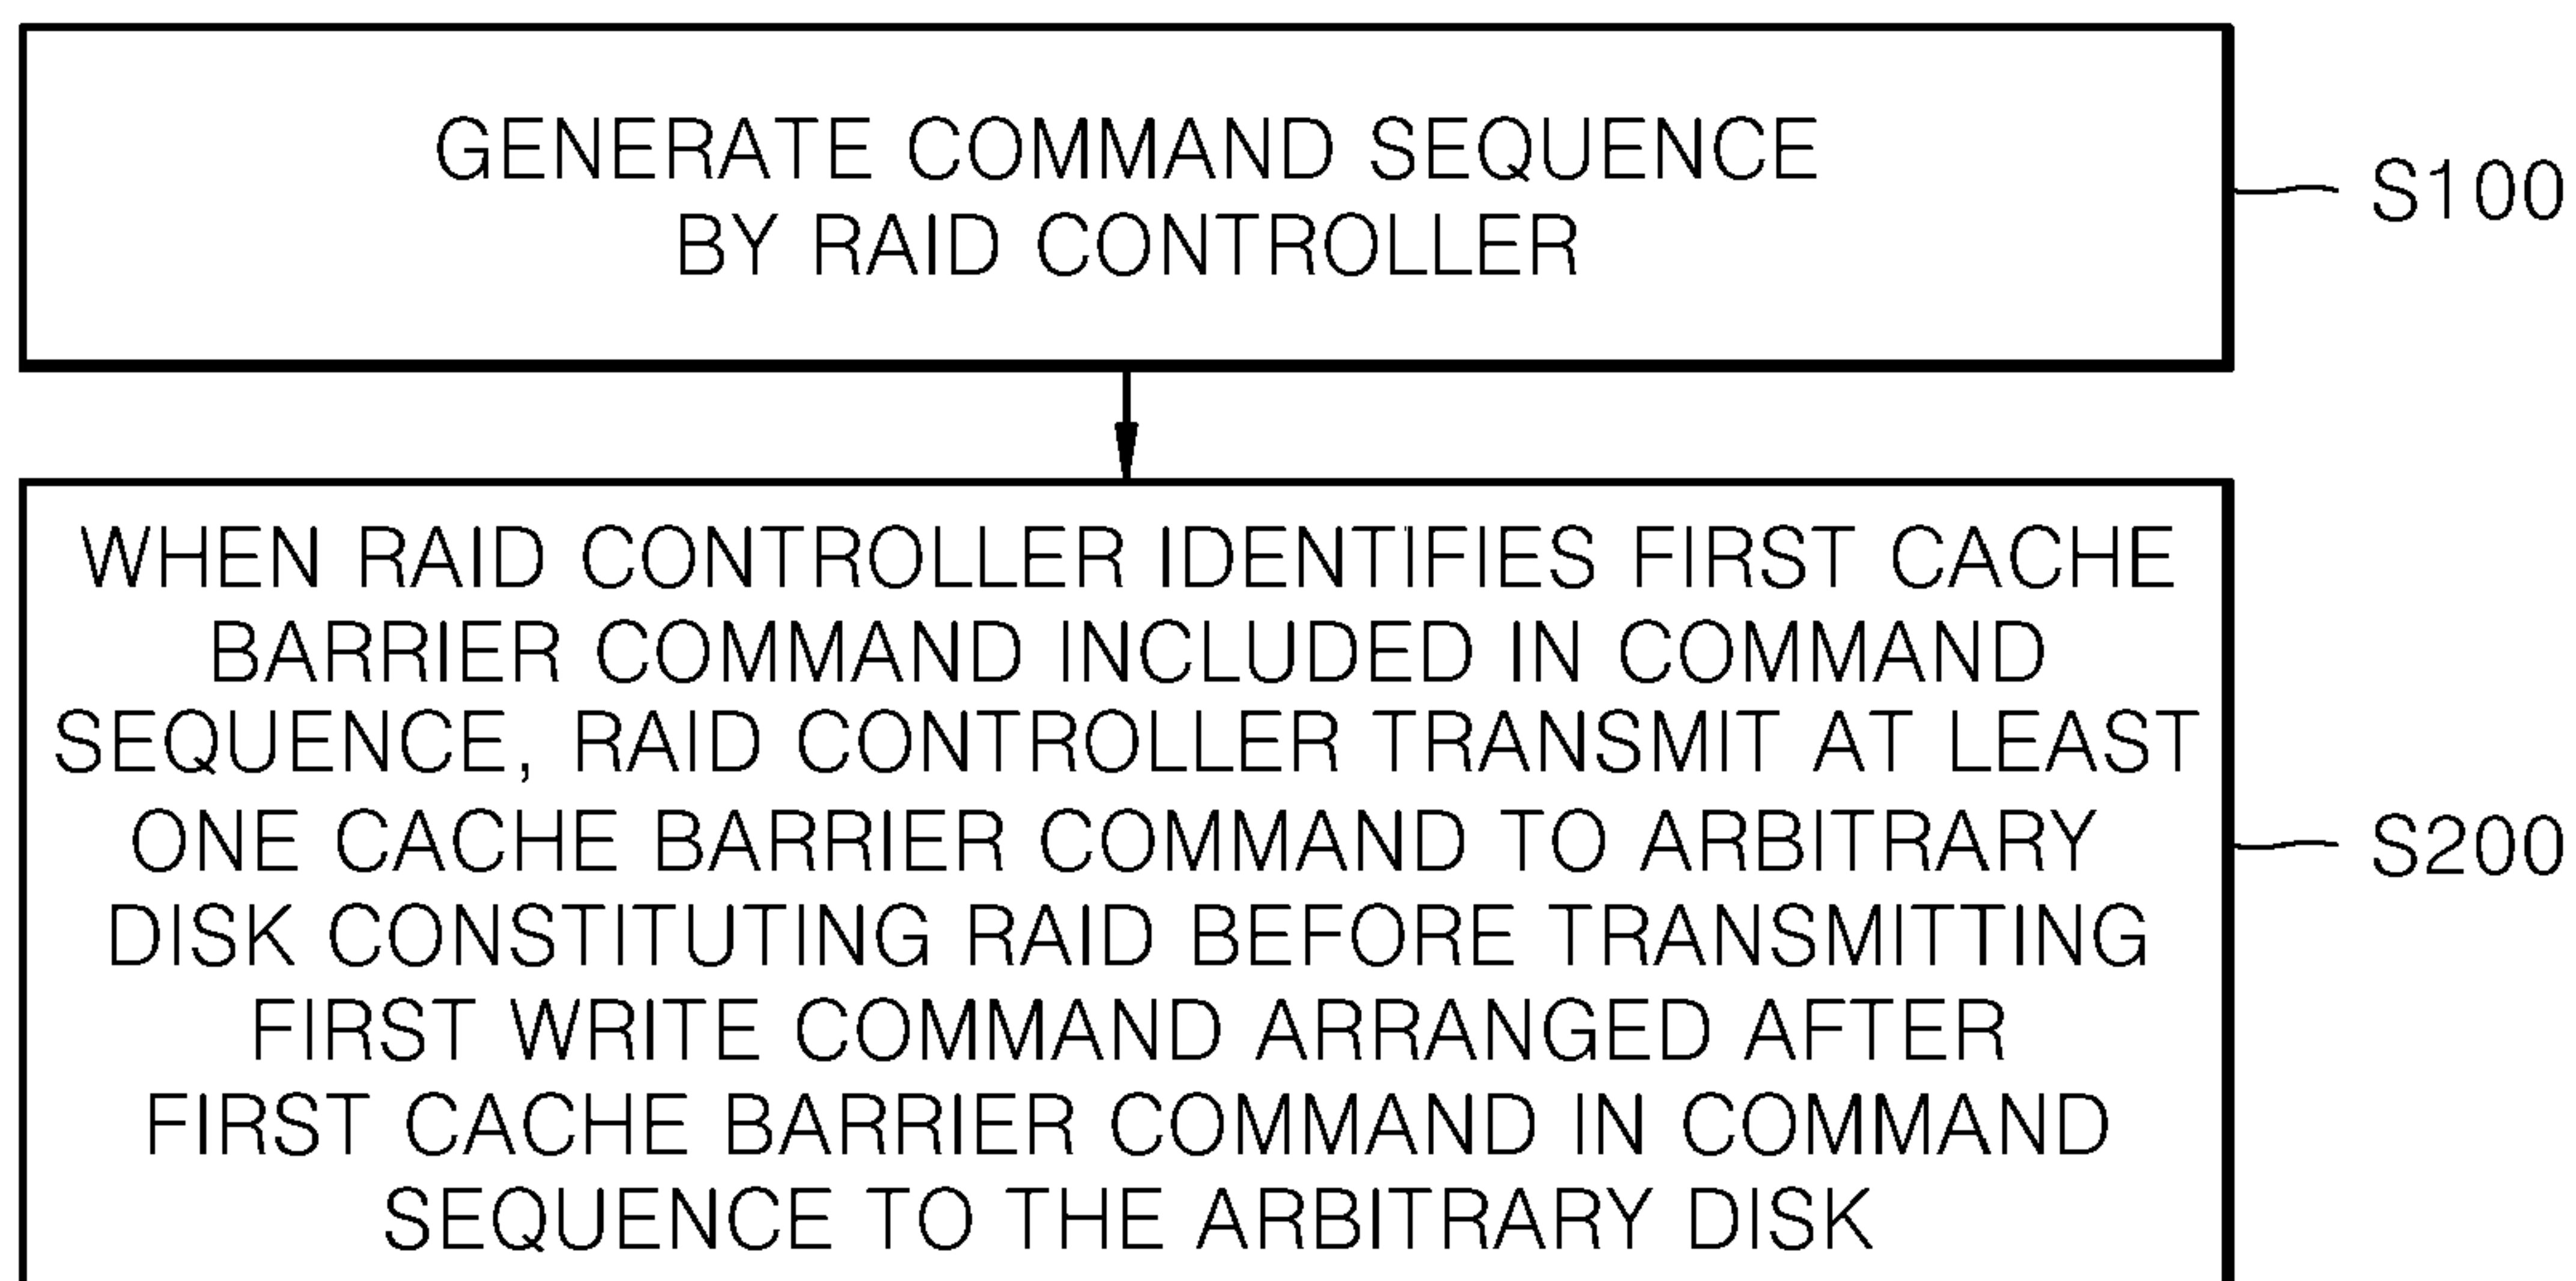 GENERATE COMMAND SEQUENCE
BY RAID CONTROLLER
S100
WHEN RAID CONTROLLER IDENTIFIES FIRST CACHE
BARRIER COMMAND INCLUDED IN COMMAND
SEQUENCE, RAID CONTROLLER TRANSMIT AT LEAST
ONE CACHE BARRIER COMMAND TO ARBITRARY
DISK CONSTITUTING RAID BEFORE TRANSMITTING
FIRST WRITE COMMAND ARRANGED AFTER
FIRST CACHE BARRIER COMMAND IN COMMAND
SEQUENCE TO THE ARBITRARY DISK
S200